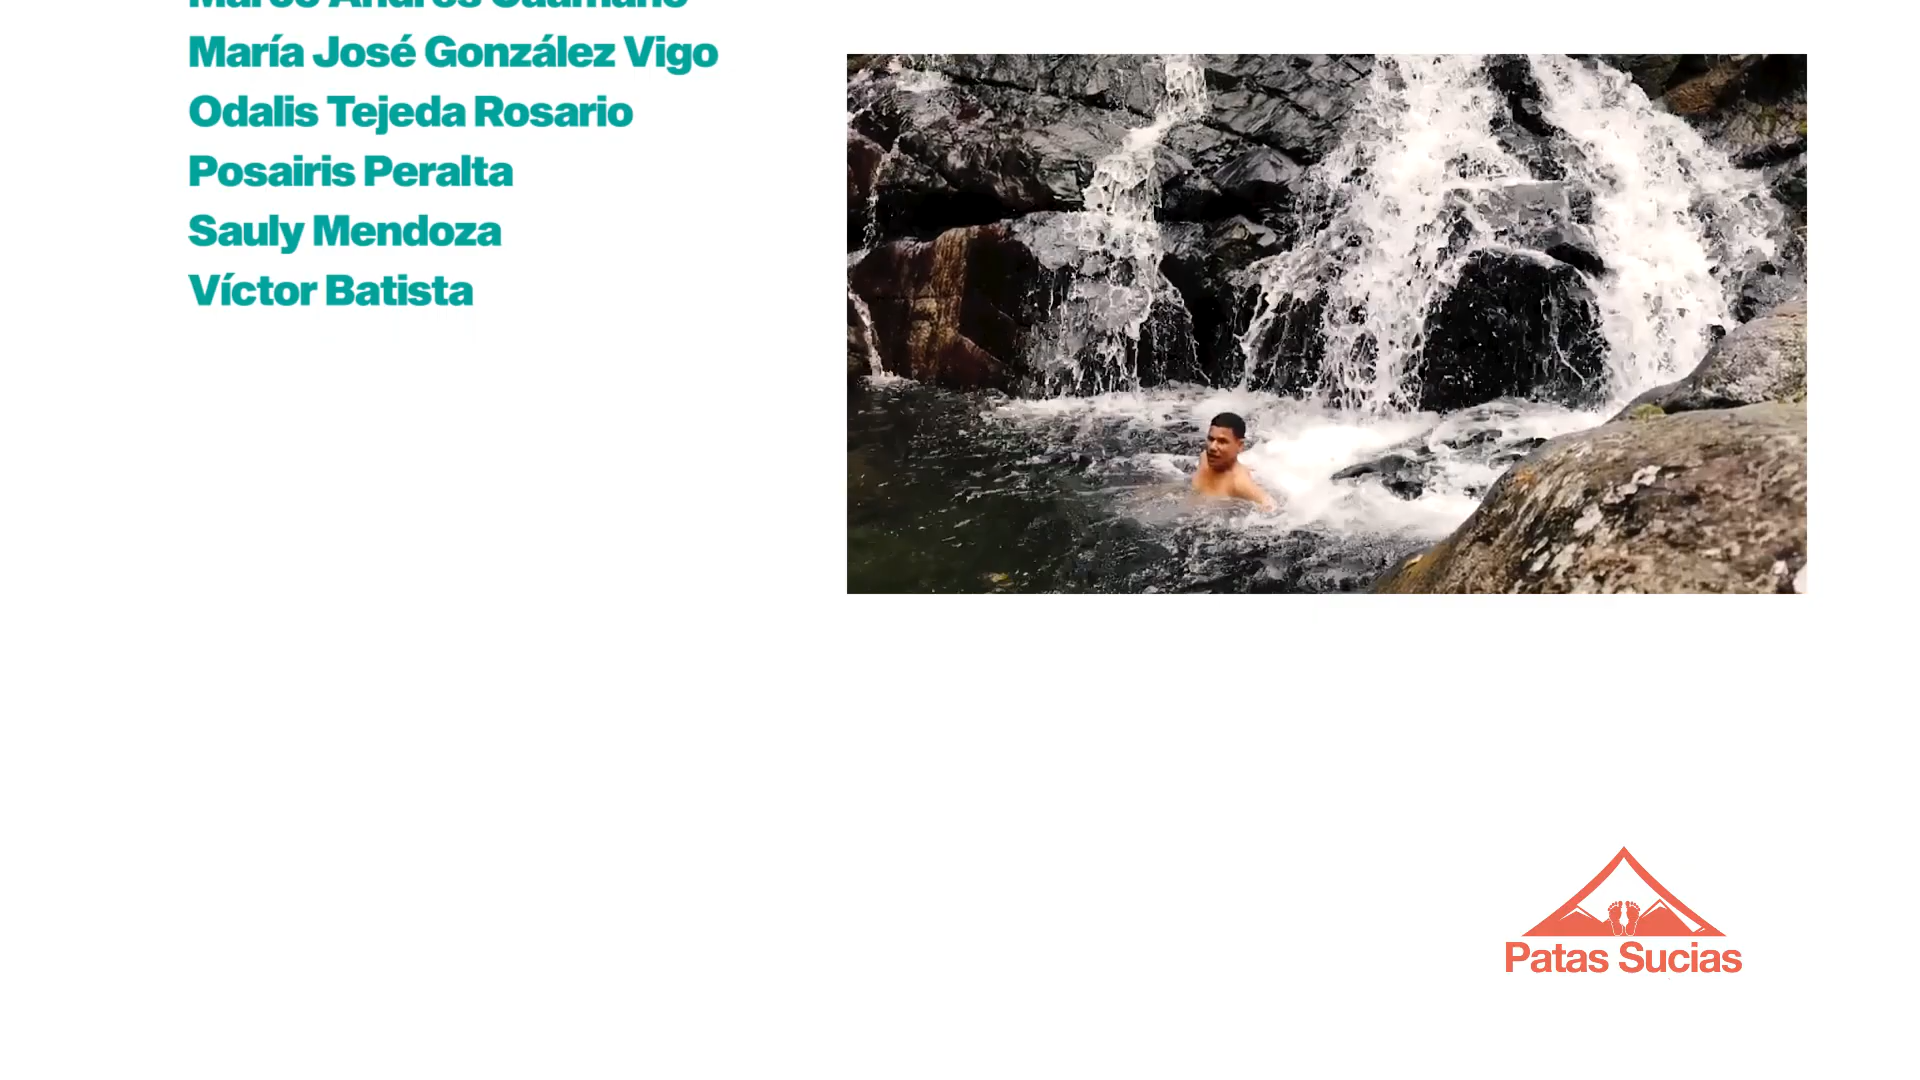 María José González Vigo
Odalis Tejeda Rosario
Posairis Peralta
Sauly Mendoza
Víctor Batista
Patas Sucias